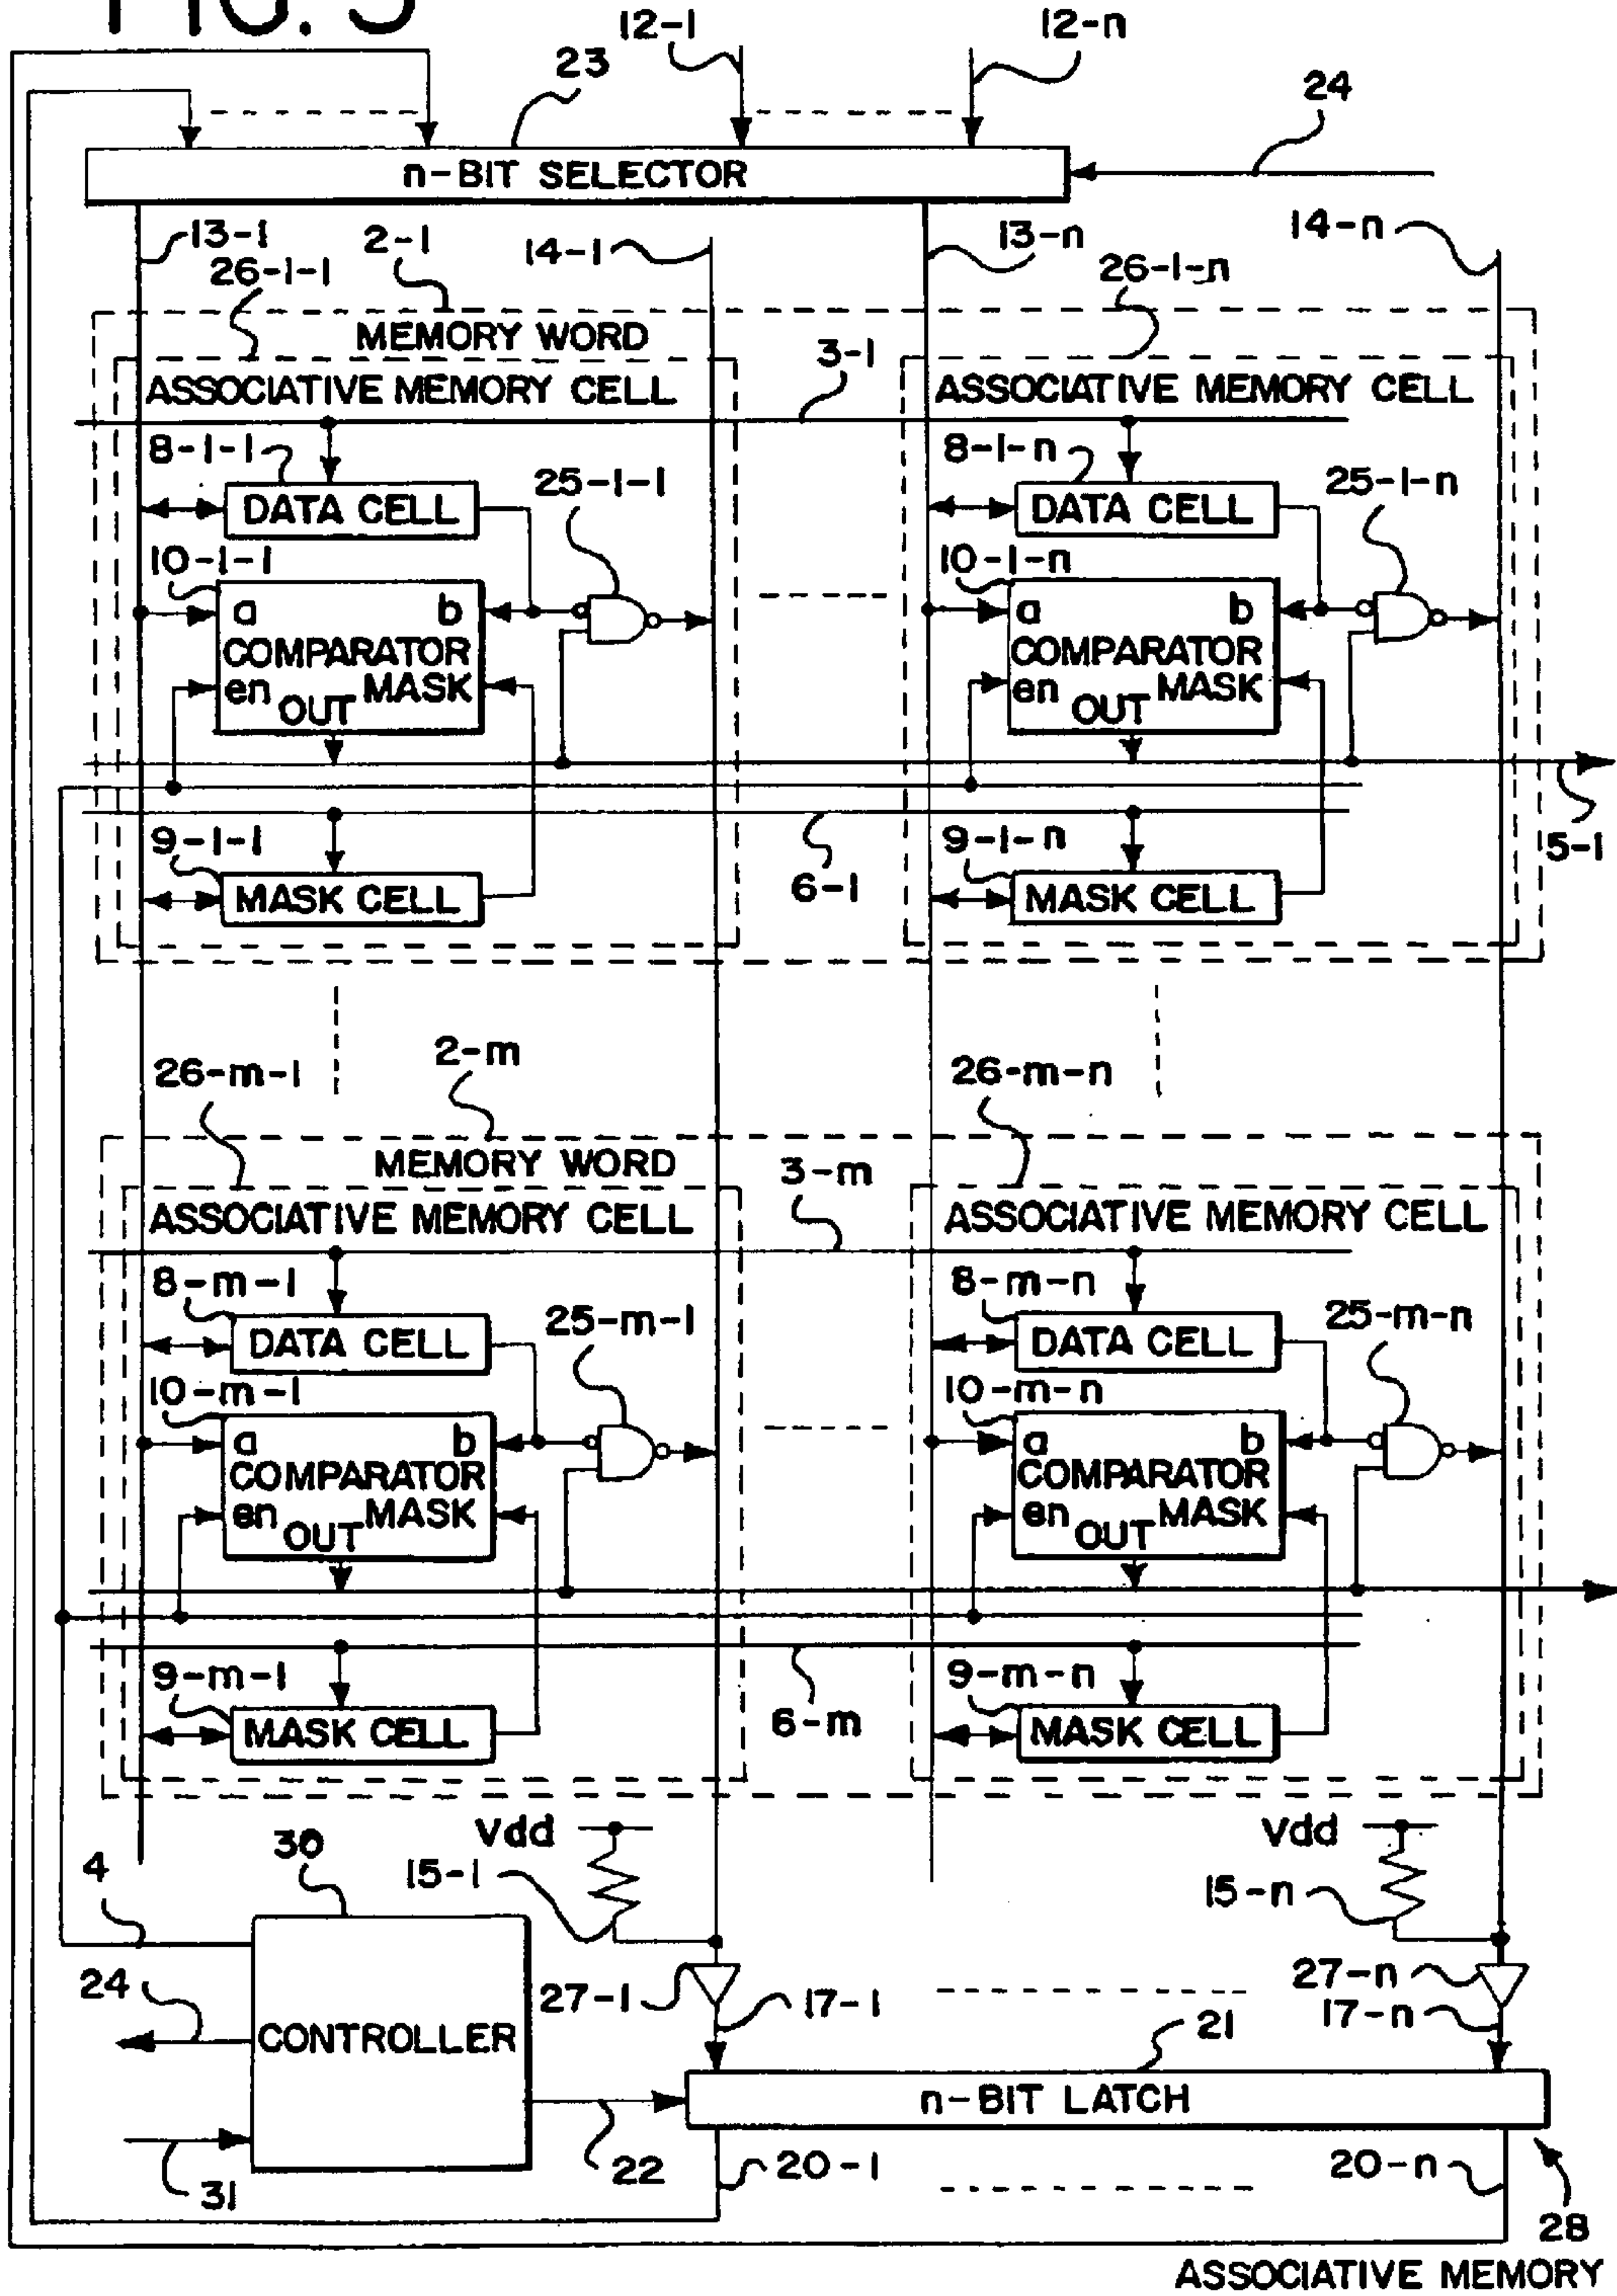 FIG. 5
12-1
12-n
23
24
n-BIT SELECTOR
13-1
2-1
14-1
13-n
14-n
26-1-1
26-1-n
MEMORY WORD
3-1
ASSOCIATIVE MEMORY CELL
ASSOCIATIVE MEMORY CELL
8-1-1
25-1-1
8-1-n
25-1-n
DATA CELL
DATA CELL
10-1-1
10-1-n
a b
a b
COMPARATOR
COMPARATOR
en MASK
en MASK
OUT
OUT
9-1-1
6-1
9-1-n
5-1
MASK CELL
MASK CELL
26-m-1
2-m
26-m-n
MEMORY WORD
3-m
ASSOCIATIVE MEMORY CELL
ASSOCIATIVE MEMORY CELL
8-m-1
25-m-1
8-m-n
25-m-n
DATA CELL
DATA CELL
10-m-1
10-m-n
a b
a b
COMPARATOR
COMPARATOR
en MASK
en MASK
OUT
OUT
9-m-1
6-m
9-m-n
MASK CELL
MASK CELL
Vdd
Vdd
4
30
15-1
15-n
24
27-1
17-1
27-n
17-n
CONTROLLER
21
n-BIT LATCH
31
22
20-1
20-n
28
ASSOCIATIVE MEMORY